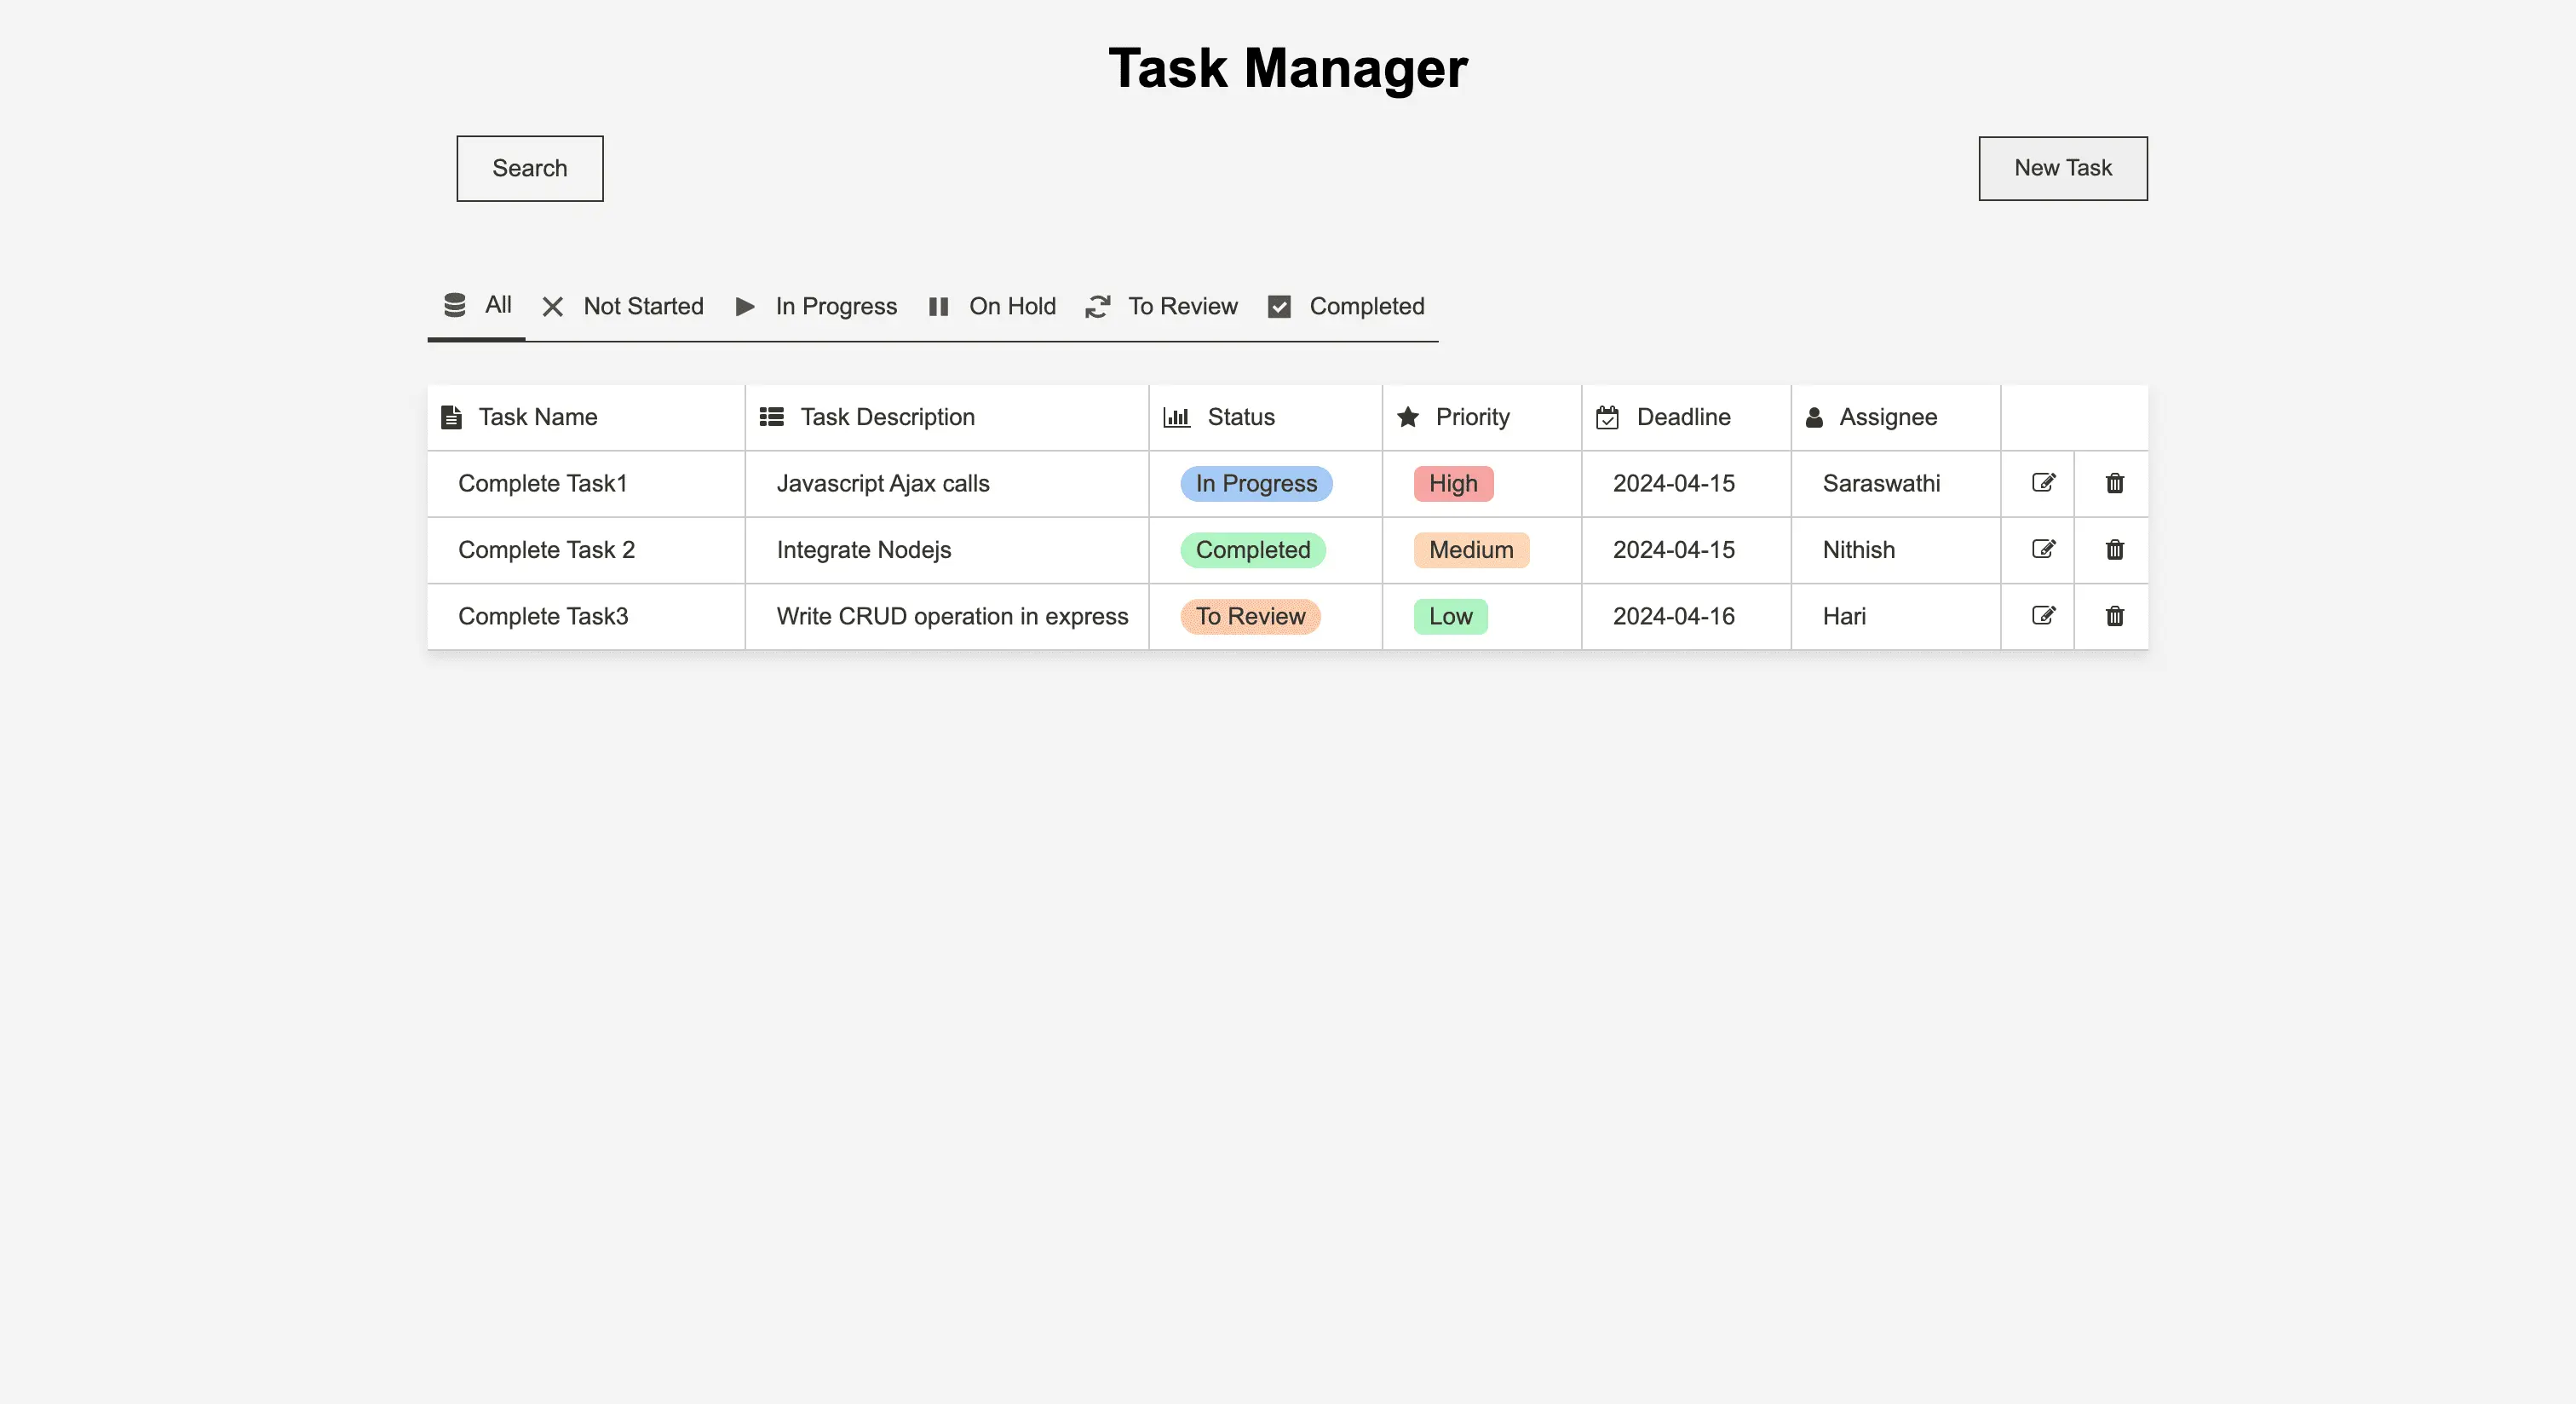 Task Manager
Search New Task
All Not Started In Progress On Hold To Review Completed
Task Name Task Description Status Priority Deadline Assignee
Complete Task1 Javascript Ajax calls In Progress High 2024-04-15 Saraswathi
Complete Task 2 Integrate Nodejs Completed Medium 2024-04-15 Nithish
Complete Task3 Write CRUD operation in express To Review Low 2024-04-16 Hari